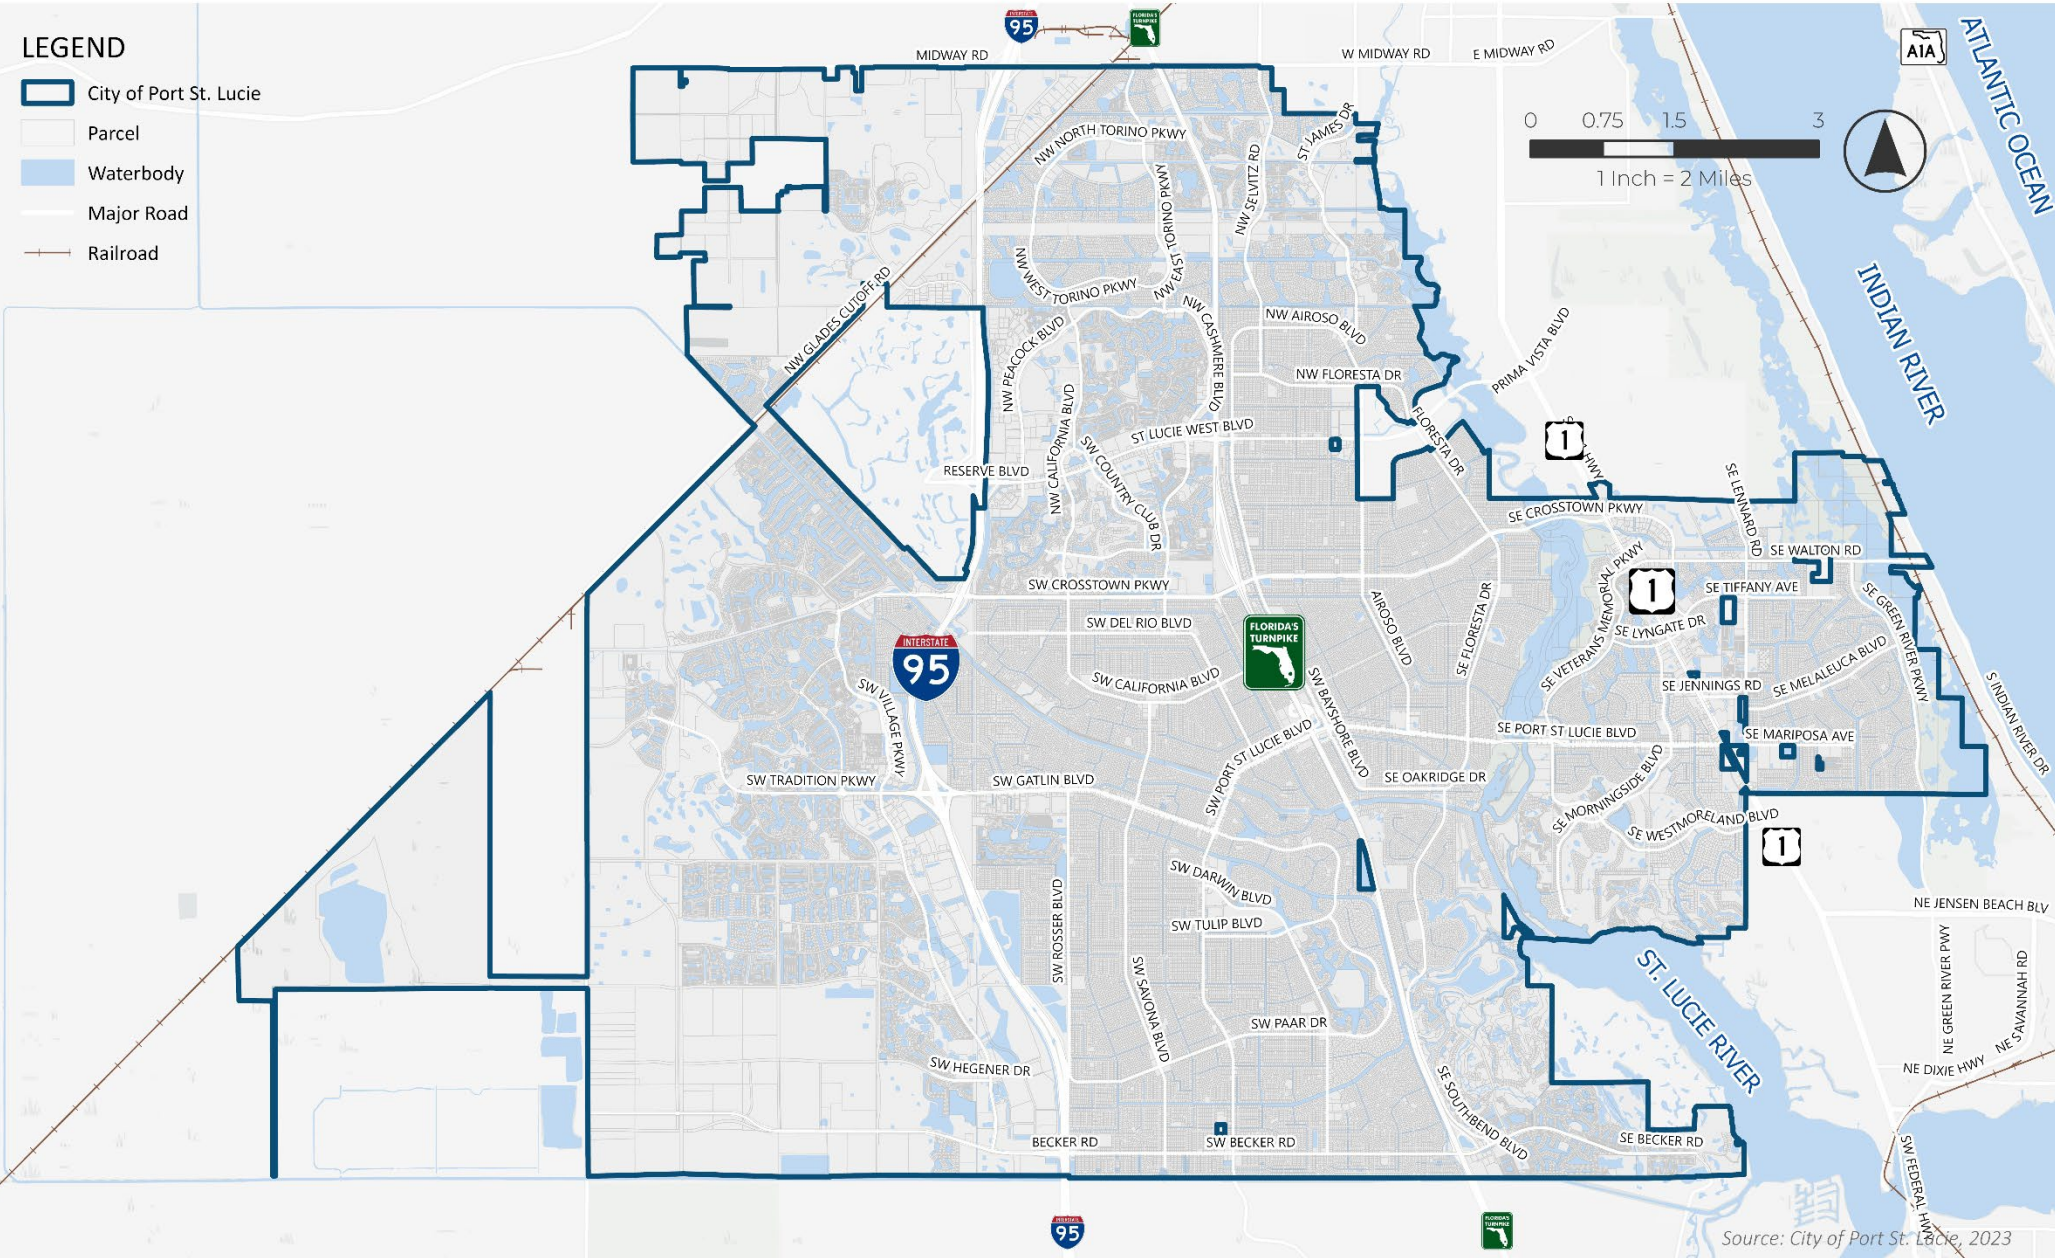 LEGEND
City of Port St. Lucie
Parcel
Waterbody
Major Road
Railroad
INTERSTATE
95
FLORIDA'S
TURNPIKE
A1A
ATLANTIC OCEAN
MIDWAY RD
W MIDWAY RD
E MIDWAY RD
0 0.75 1.5 3
1 Inch = 2 Miles
NW NORTH TORINO PKWY
ST JAMES DR
NW SELVITZ RD
NW EAST TORINO PKWY
NW WEST TORINO PKWY
NW GLADES CUTOFF RD
INDIAN RIVER
NW PEACOCK BLVD
NW CASHMERE BLVD
NW AIROSO BLVD
PRIMA VISTA BLVD
NW FLORESTA DR
NW CALIFORNIA BLVD
ST LUCIE WEST BLVD
FLORESTA DR
1
HWY
RESERVE BLVD
SW COUNTRY CLUB DR
SE LENNARD RD
SE CROSSTOWN PKWY
SE WALTON RD
SW CROSSTOWN PKWY
SE VETERANS MEMORIAL PKWY
1
SE TIFFANY AVE
SE GREEN RIVER PKWY
SW DEL RIO BLVD
AIROSO BLVD
SE FLORESTA DR
SE LYNGATE DR
INTERSTATE
95
FLORIDA'S
TURNPIKE
SW CALIFORNIA BLVD
SW BAYSHORE BLVD
SE JENNINGS RD
SE MELALEUCA BLVD
S INDIAN RIVER DR
SW VILLAGE PKWY
SW PORT ST LUCIE BLVD
SE PORT ST LUCIE BLVD
SE MARIPOSA AVE
SW TRADITION PKWY
SW GATLIN BLVD
SE OAKRIDGE DR
SE MORNINGSIDE BLVD
SE WESTMORELAND BLVD
1
SW DARWIN BLVD
SW ROSSER BLVD
SW TULIP BLVD
NE JENSEN BEACH BLV
NE GREEN RIVER PWY
NE SAVANNAH RD
SW SAVONA BLVD
ST. LUCIE RIVER
SW PAAR DR
SW HEGENER DR
SE SOUTHBEND BLVD
NE DIXIE HWY
BECKER RD
SW BECKER RD
SE BECKER RD
SW FEDERAL HWY
95
FLORIDA'S
TURNPIKE
Source: City of Port St. Lucie, 2023